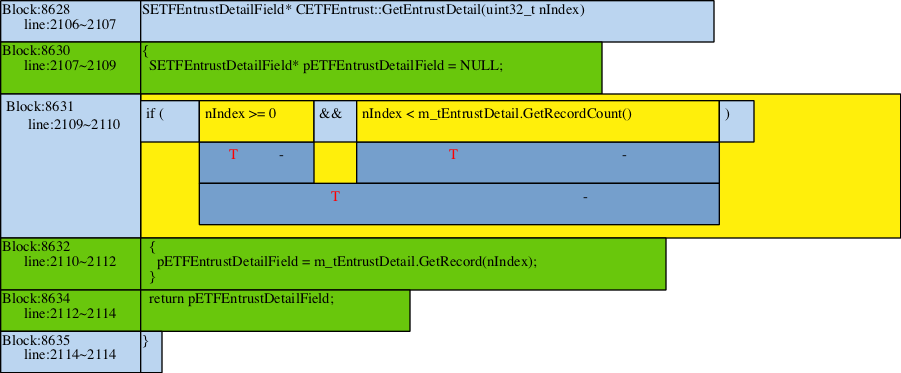 Block:8628 SETFEntrustDetailField* CETFEntrust::GetEntrustDetail(uint32_t nIndex)
line:2106~2107
Block:8630 {
line:2107~2109 SETFEntrustDetailField* pETFEntrustDetailField = NULL;
Block:8631 if ( nIndex >= 0 && nIndex < m_tEntrustDetail.GetRecordCount() )
line:2109~2110
T - T -
T -
Block:8632 {
line:2110~2112 pETFEntrustDetailField = m_tEntrustDetail.GetRecord(nIndex);
}
Block:8634 return pETFEntrustDetailField;
line:2112~2114
Block:8635 }
line:2114~2114